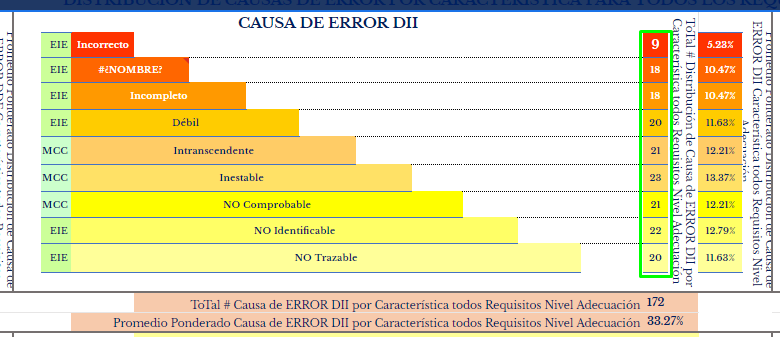 DISTRIBUCIÓN DE CAUSAS DE ERROR POR CARACTERÍSTICA PARA TODOS LOS REQ
CAUSA DE ERROR DII
EIE Incorrecto 9 5.23%
EIE #¿NOMBRE? 18 10.47%
EIE Incompleto 18 10.47%
EIE Débil 20 11.63%
MCC Intranscendente 21 12.21%
MCC Inestable 23 13.37%
MCC NO Comprobable 21 12.21%
EIE NO Identificable 22 12.79%
EIE NO Trazable 20 11.63%
ToTal # Distribución de Causa de ERROR DII por
Característica todos Requisitos Nivel Adecuación
Promedio Ponderado Distribución de Causa de
ERROR DII Característica todos Requisitos Nivel
Adecuación
ToTal # Causa de ERROR DII por Característica todos Requisitos Nivel Adecuación 172
Promedio Ponderado Causa de ERROR DII por Característica todos Requisitos Nivel Adecuación 33.27%